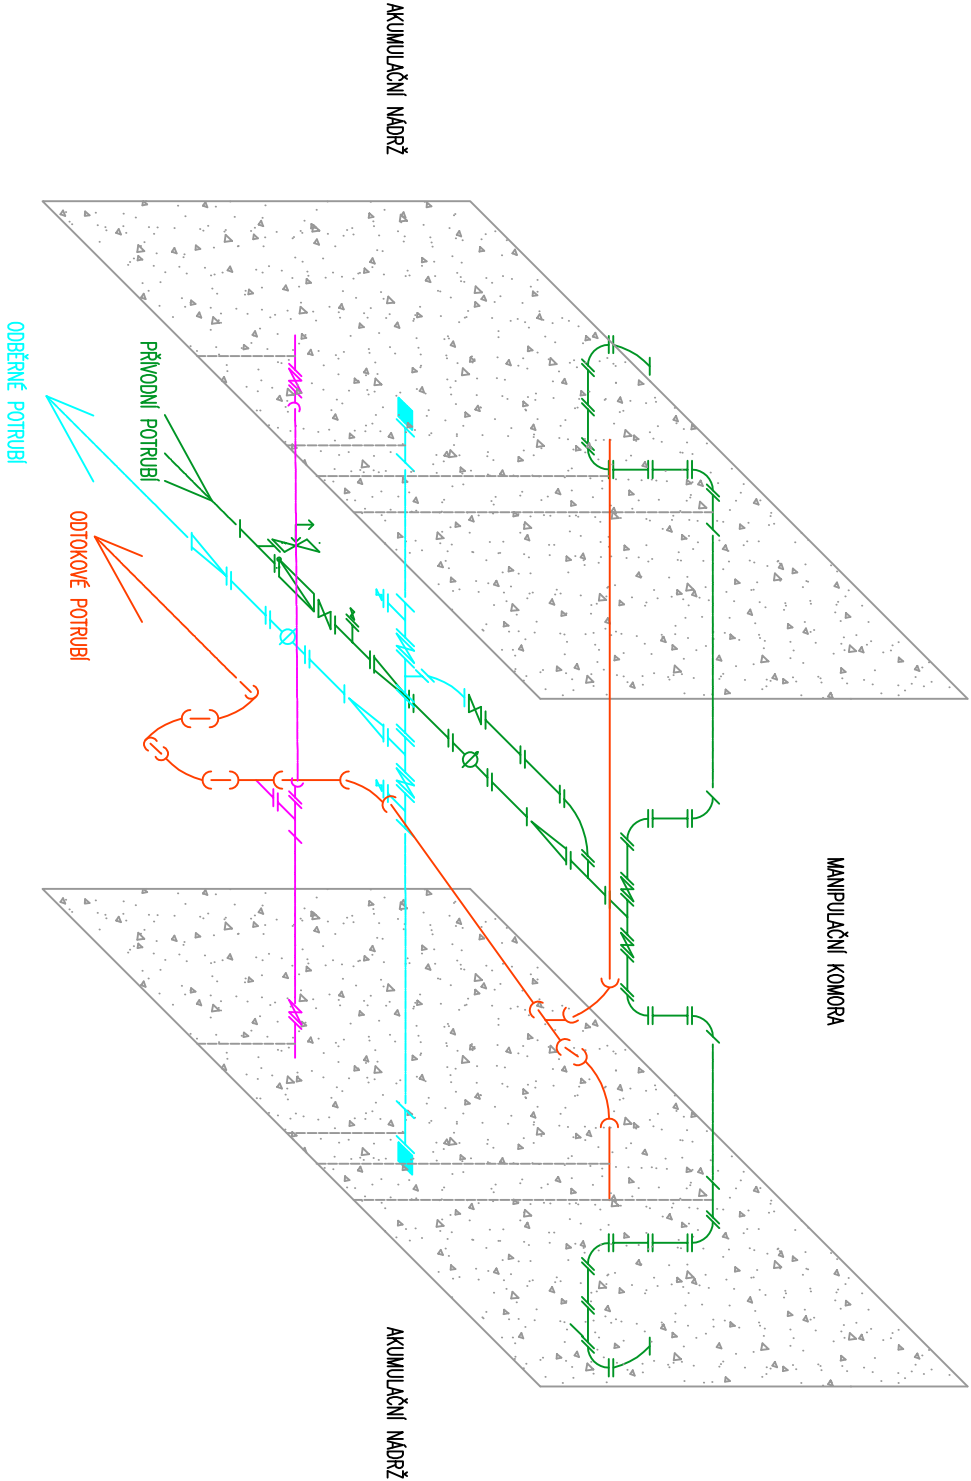 AKUMULAČNÍ NÁDRŽ
MANIPULAČNÍ KOMORA
AKUMULAČNÍ NÁDRŽ
PŘÍVODNÍ POTRUBÍ
ODTOKOVÉ POTRUBÍ
ODBĚRNÉ POTRUBÍ